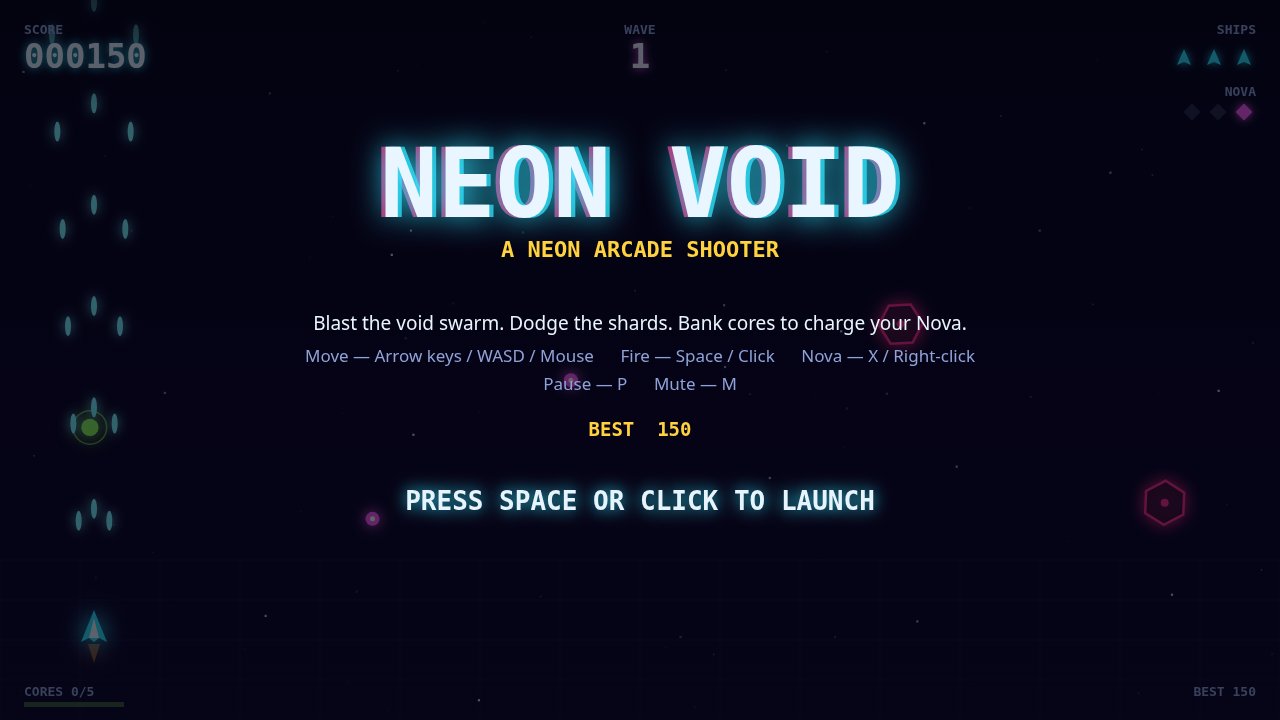 SCORE
000150
WAVE
1
SHIPS
NOVA
NEON VOID
A NEON ARCADE SHOOTER
Blast the void swarm. Dodge the shards. Bank cores to charge your Nova.
Move — Arrow keys / WASD / Mouse Fire — Space / Click Nova — X / Right-click
Pause — P Mute — M
BEST 150
PRESS SPACE OR CLICK TO LAUNCH
CORES 0/5
BEST 150